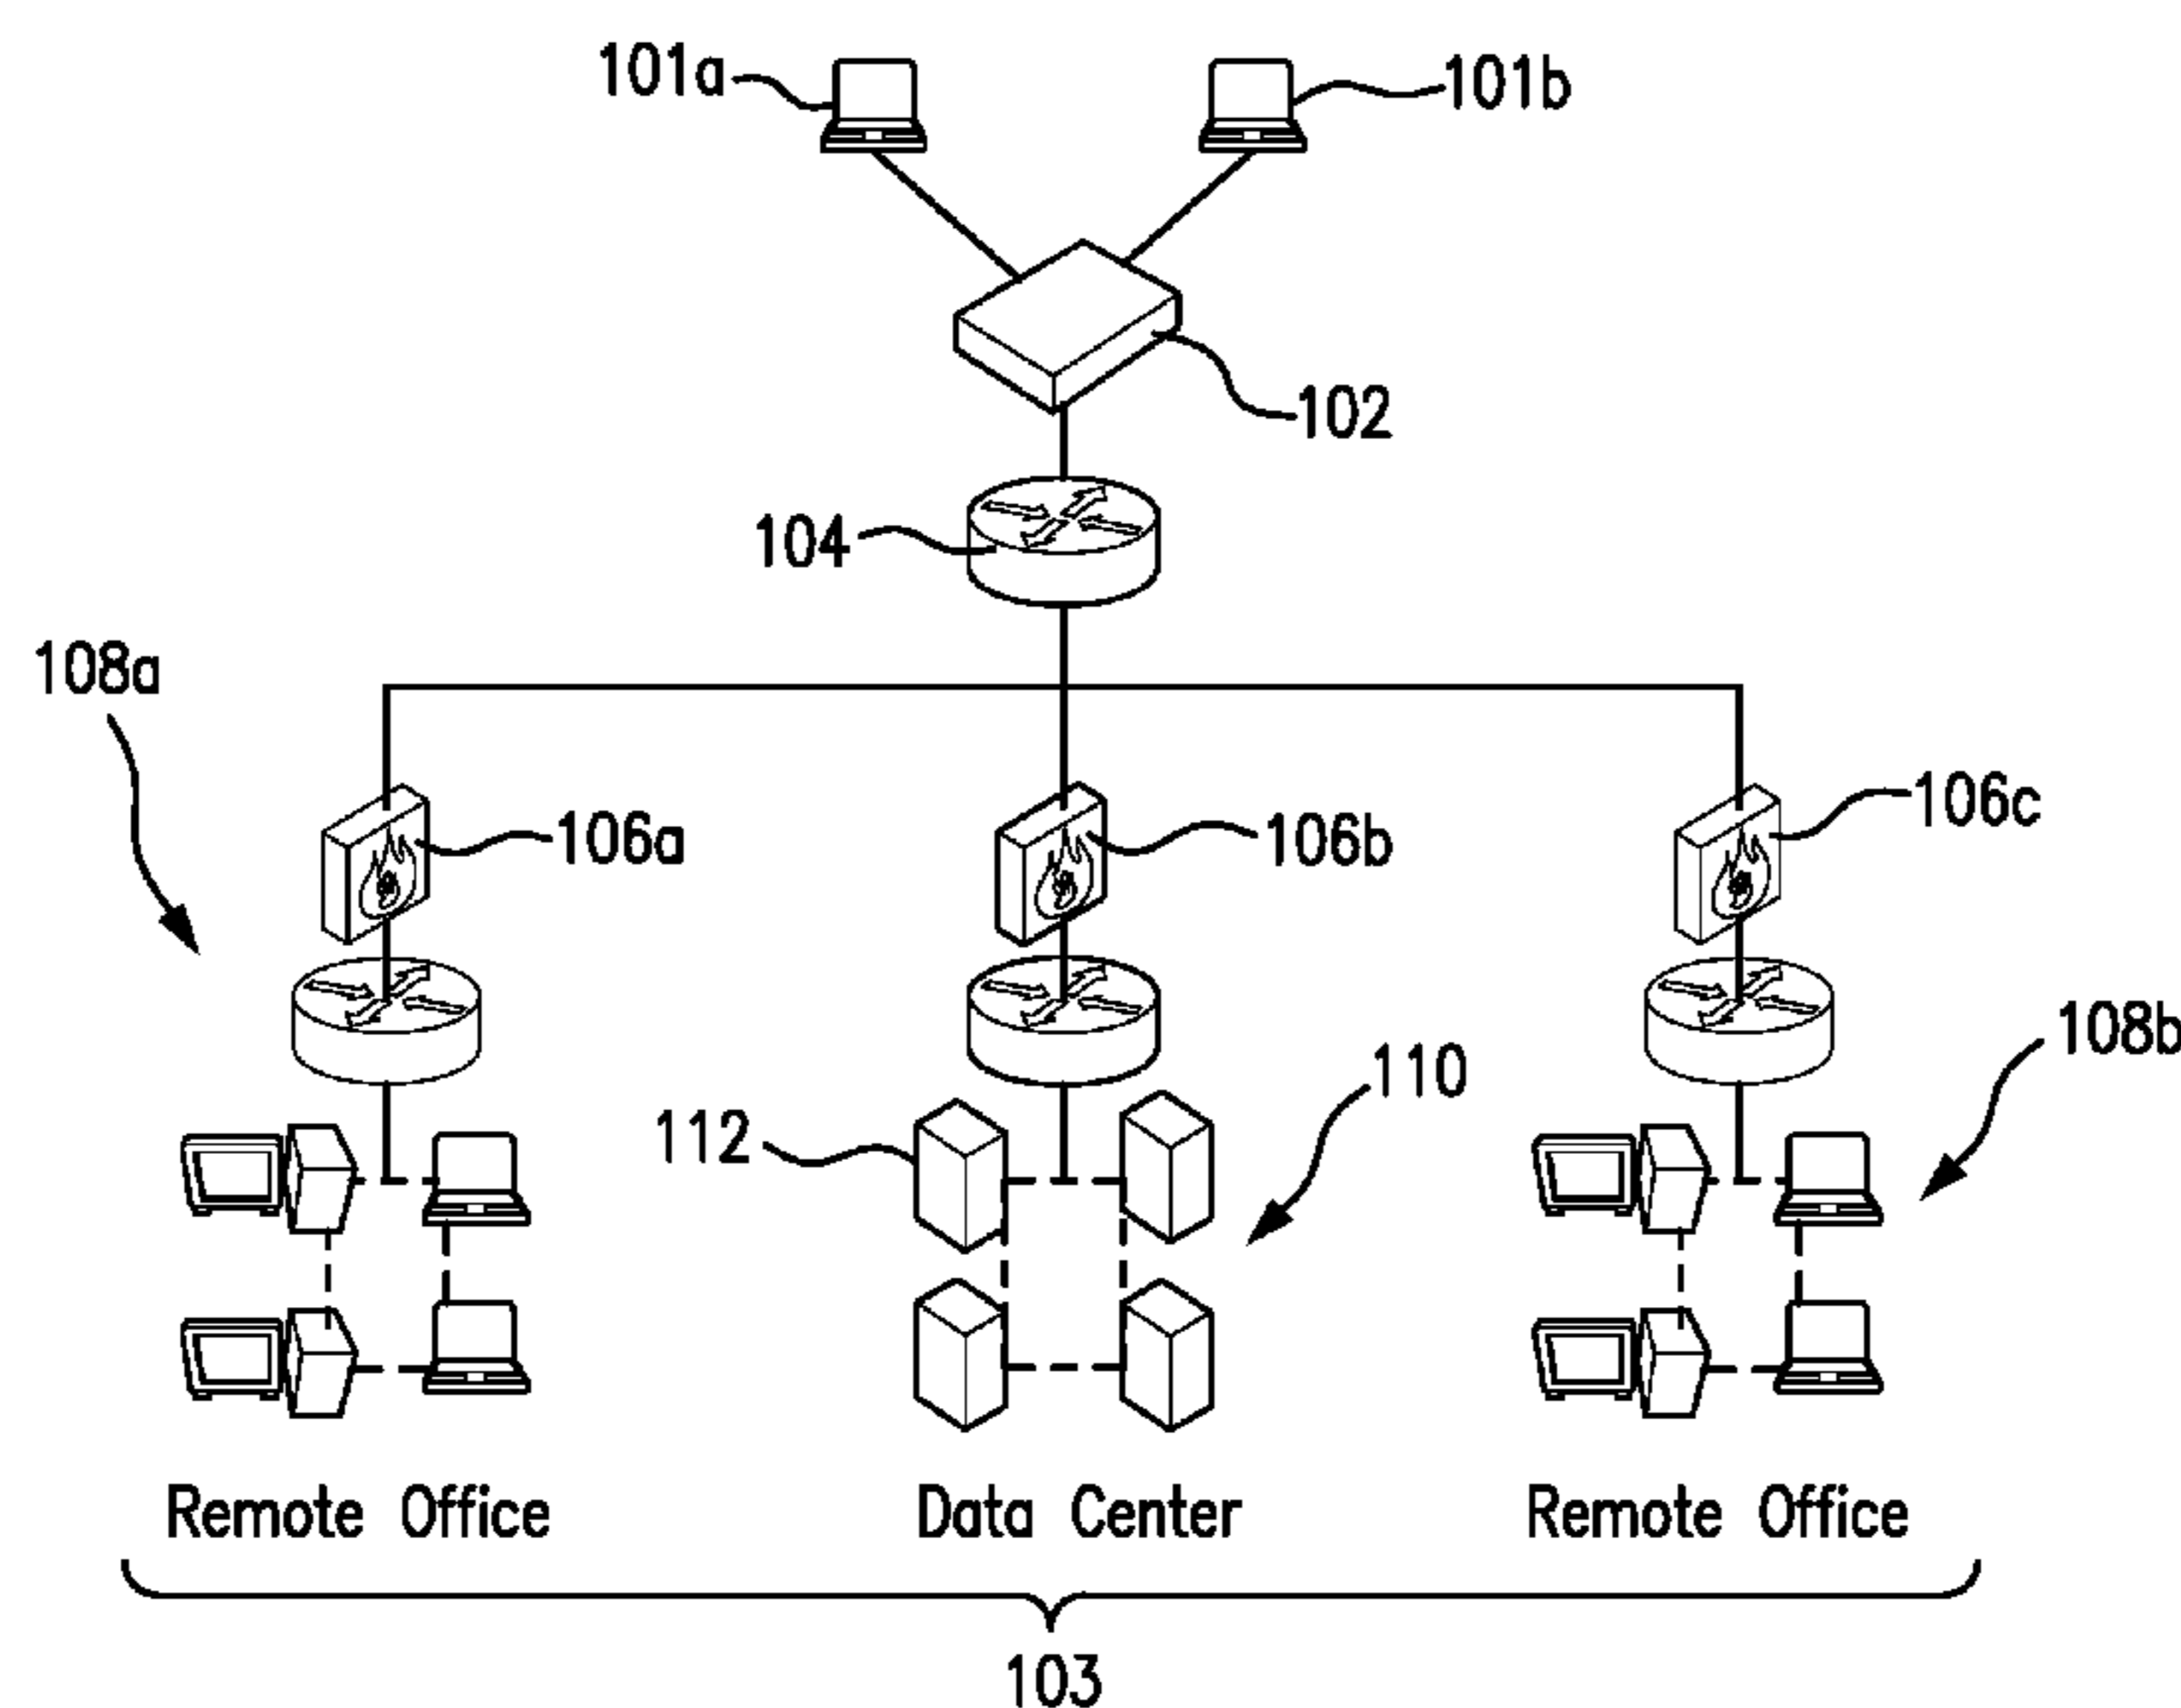 101a
101b
102
104
108a
106a
106b
106c
108b
110
112
Remote Office
Data Center
Remote Office
103